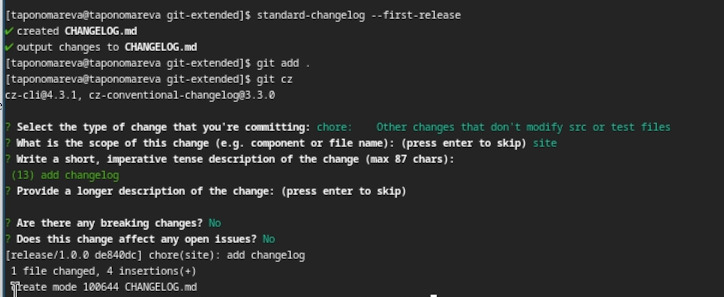 [taponomareva@taponomareva git-extended]$ standard-changelog --first-release
✔ created CHANGELOG.md
✔ output changes to CHANGELOG.md
[taponomareva@taponomareva git-extended]$ git add .
[taponomareva@taponomareva git-extended]$ git cz
cz-cli@4.3.1, cz-conventional-changelog@3.3.0
? Select the type of change that you're committing: chore:    Other changes that don't modify src or test files
? What is the scope of this change (e.g. component or file name): (press enter to skip) site
? Write a short, imperative tense description of the change (max 87 chars):
(13) add changelog
? Provide a longer description of the change: (press enter to skip)
? Are there any breaking changes? No
? Does this change affect any open issues? No
[release/1.0.0 de840dc] chore(site): add changelog
1 file changed, 4 insertions(+)
create mode 100644 CHANGELOG.md